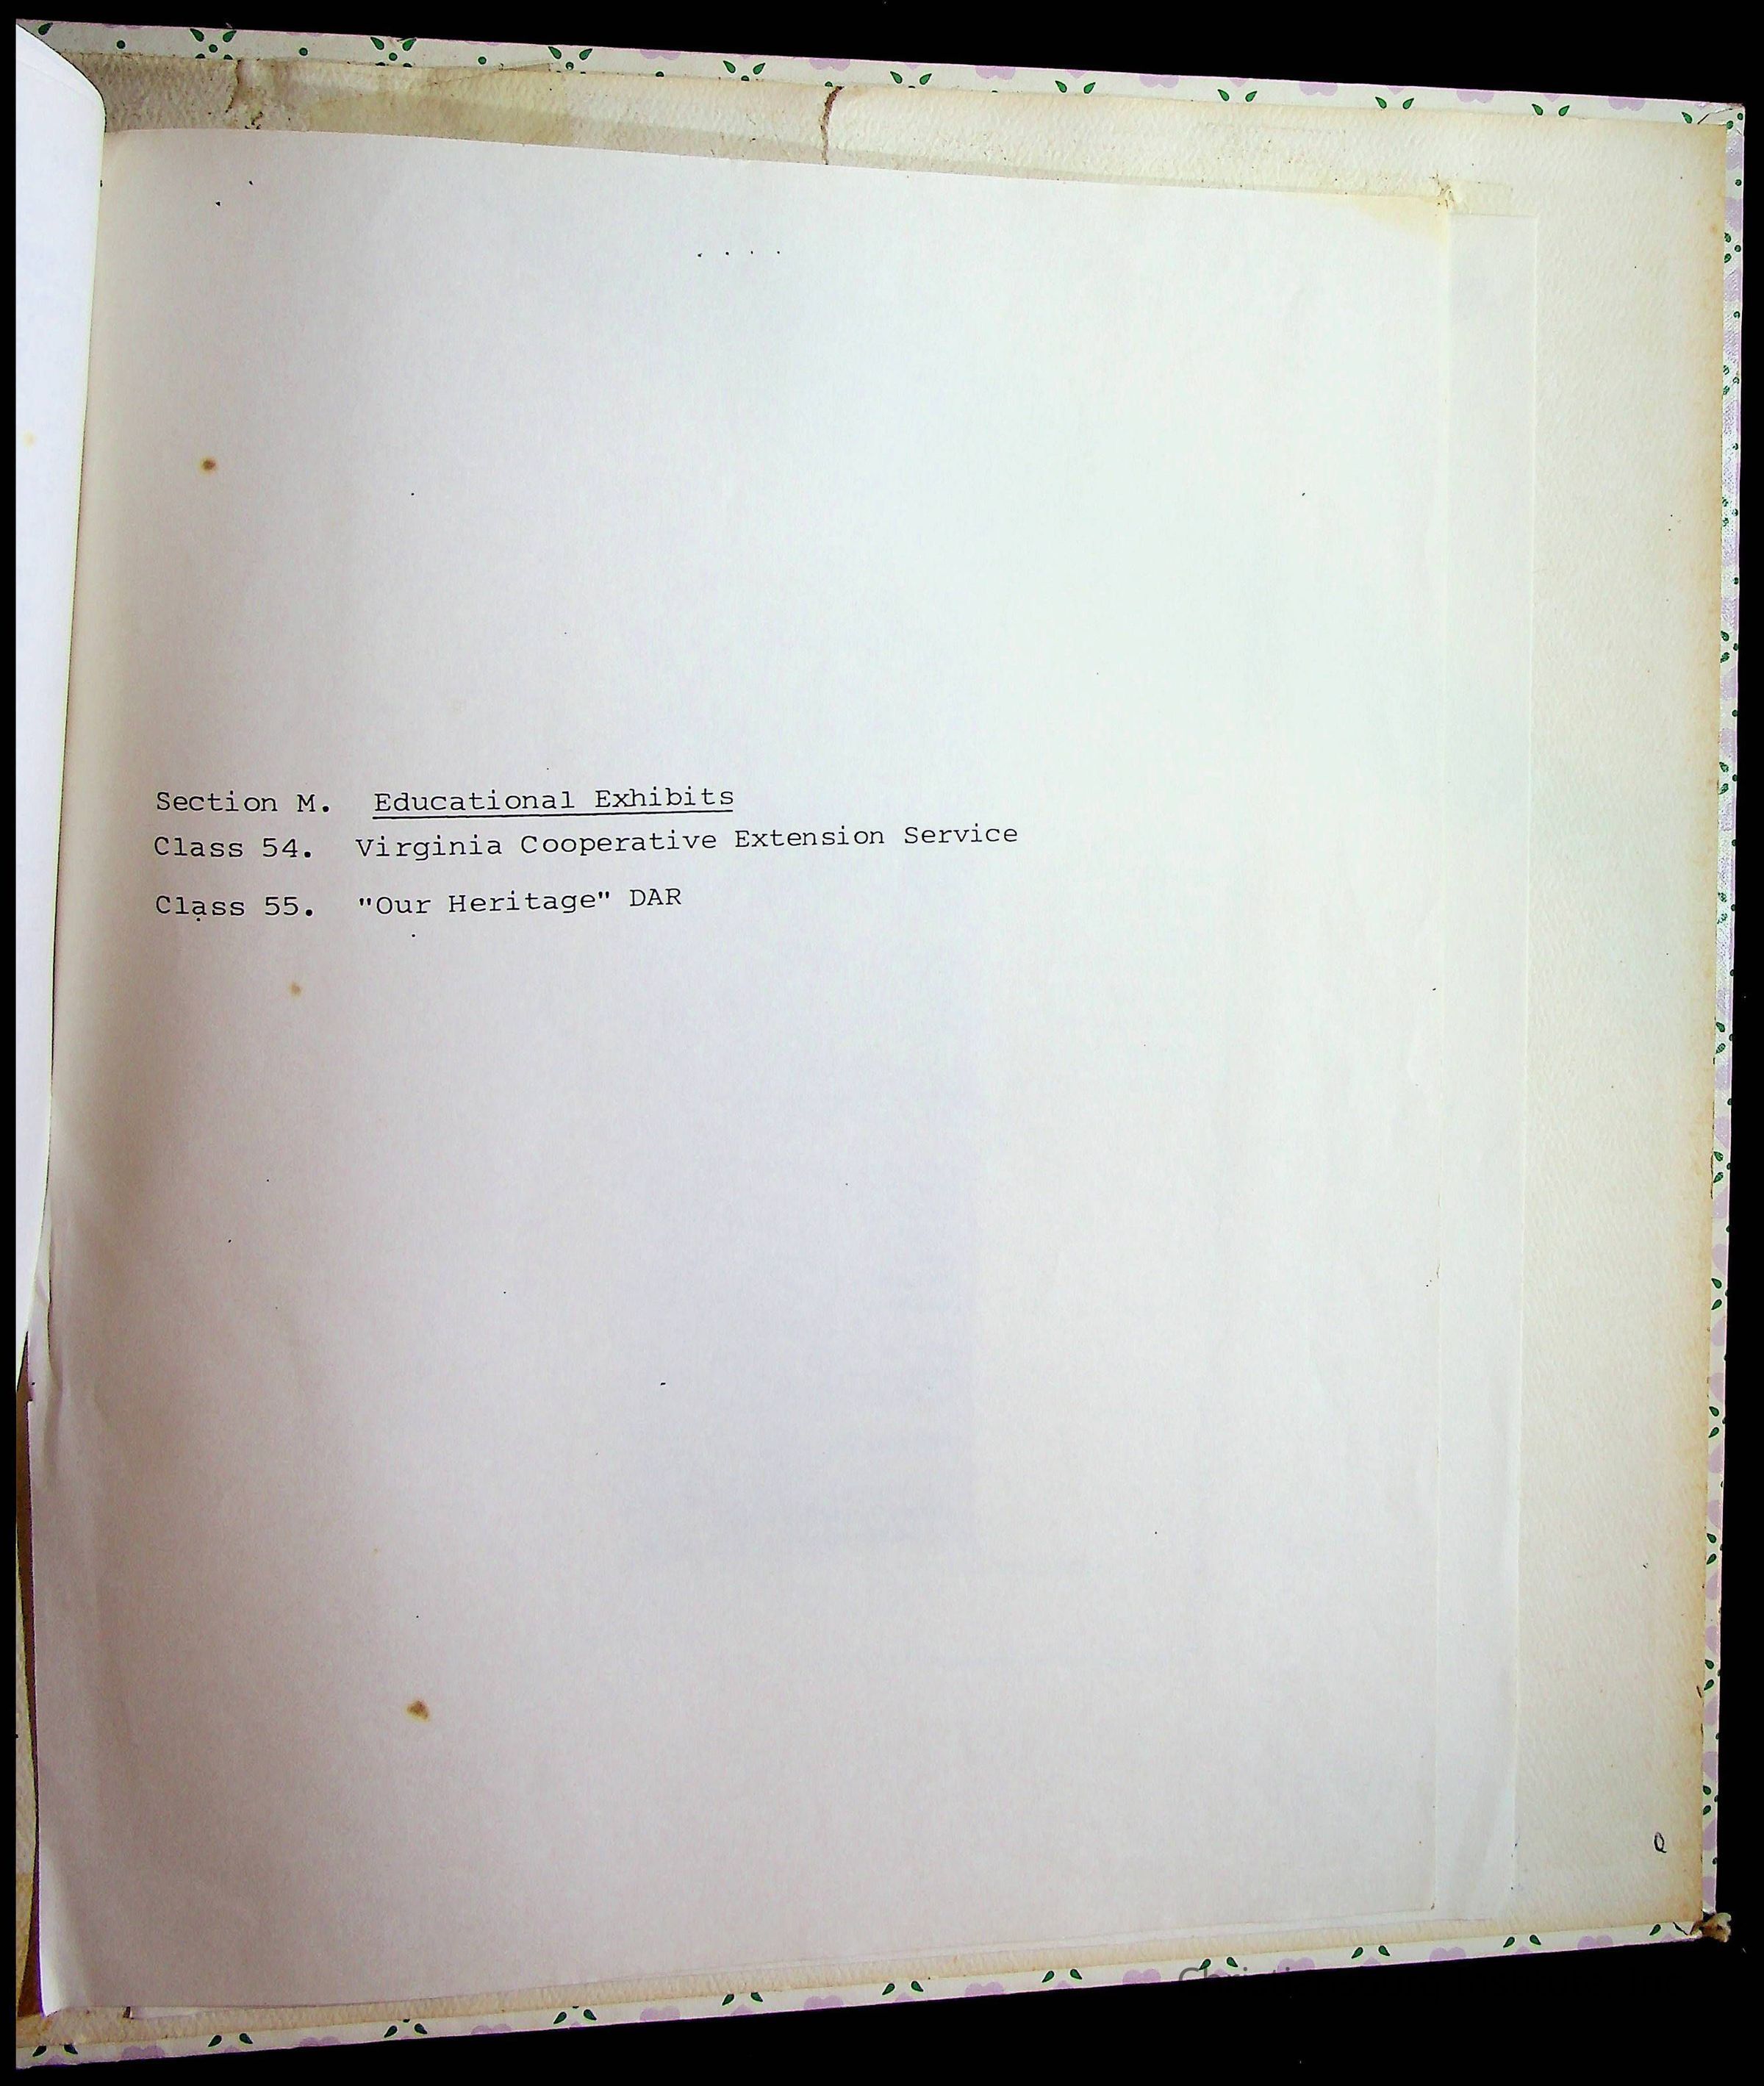 Section M. Educational Exhibits
Class 54. Virginia Cooperative Extension Service
Class 55. "Our Heritage" DAR